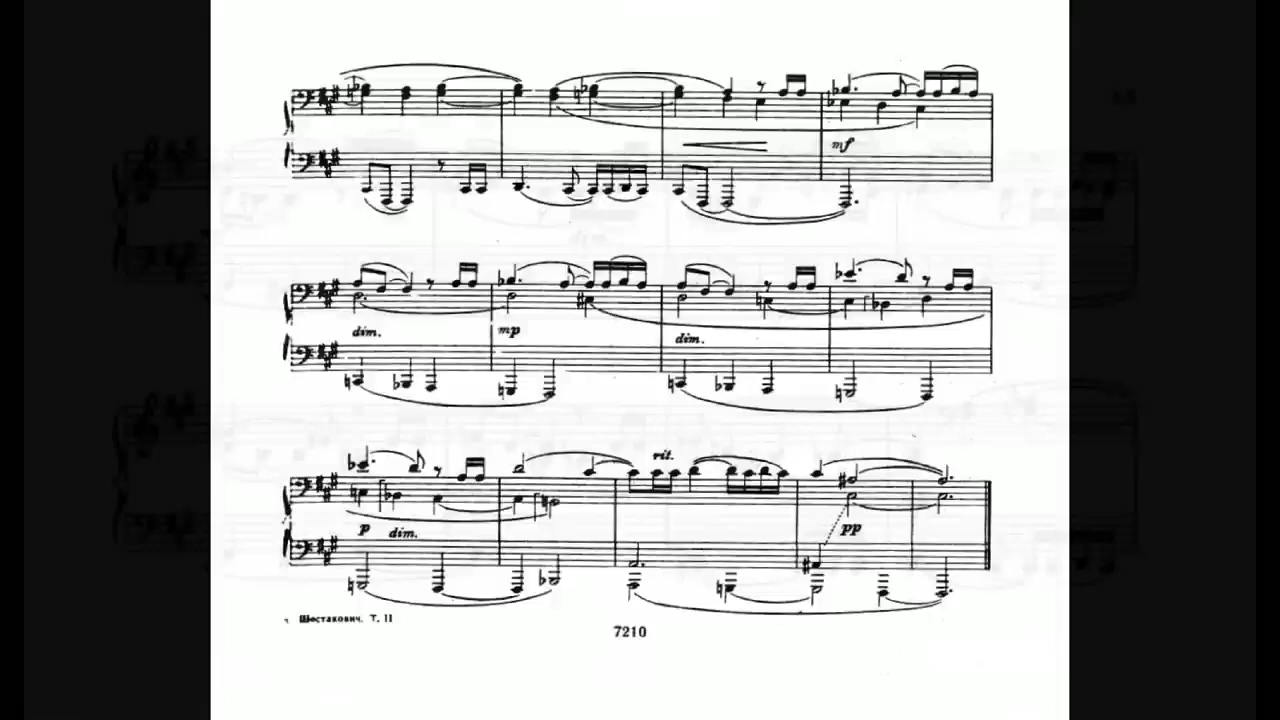 mf
dim. mp dim.
rit.
p dim. pp
Шостакович. Т. II
7210